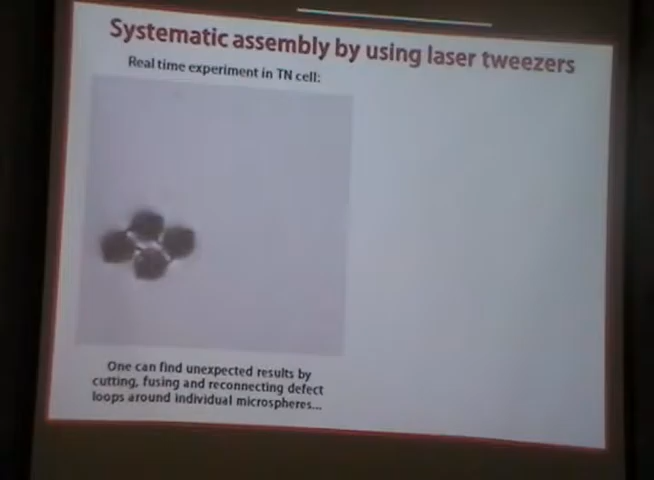 Systematic assembly by using laser tweezers
Real time experiment in TN cell:
One can find unexpected results by
cutting, fusing and reconnecting defect
loops around individual microspheres...